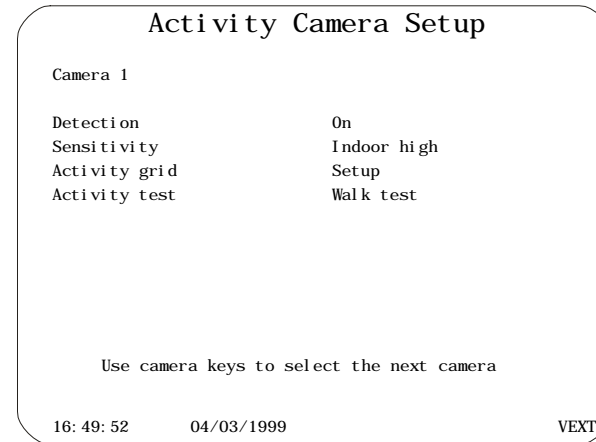 Activity Camera Setup
Camera 1
Detection On
Sensitivity Indoor high
Activity grid Setup
Activity test Walk test
Use camera keys to select the next camera
16:49:52 04/03/1999 VEXT